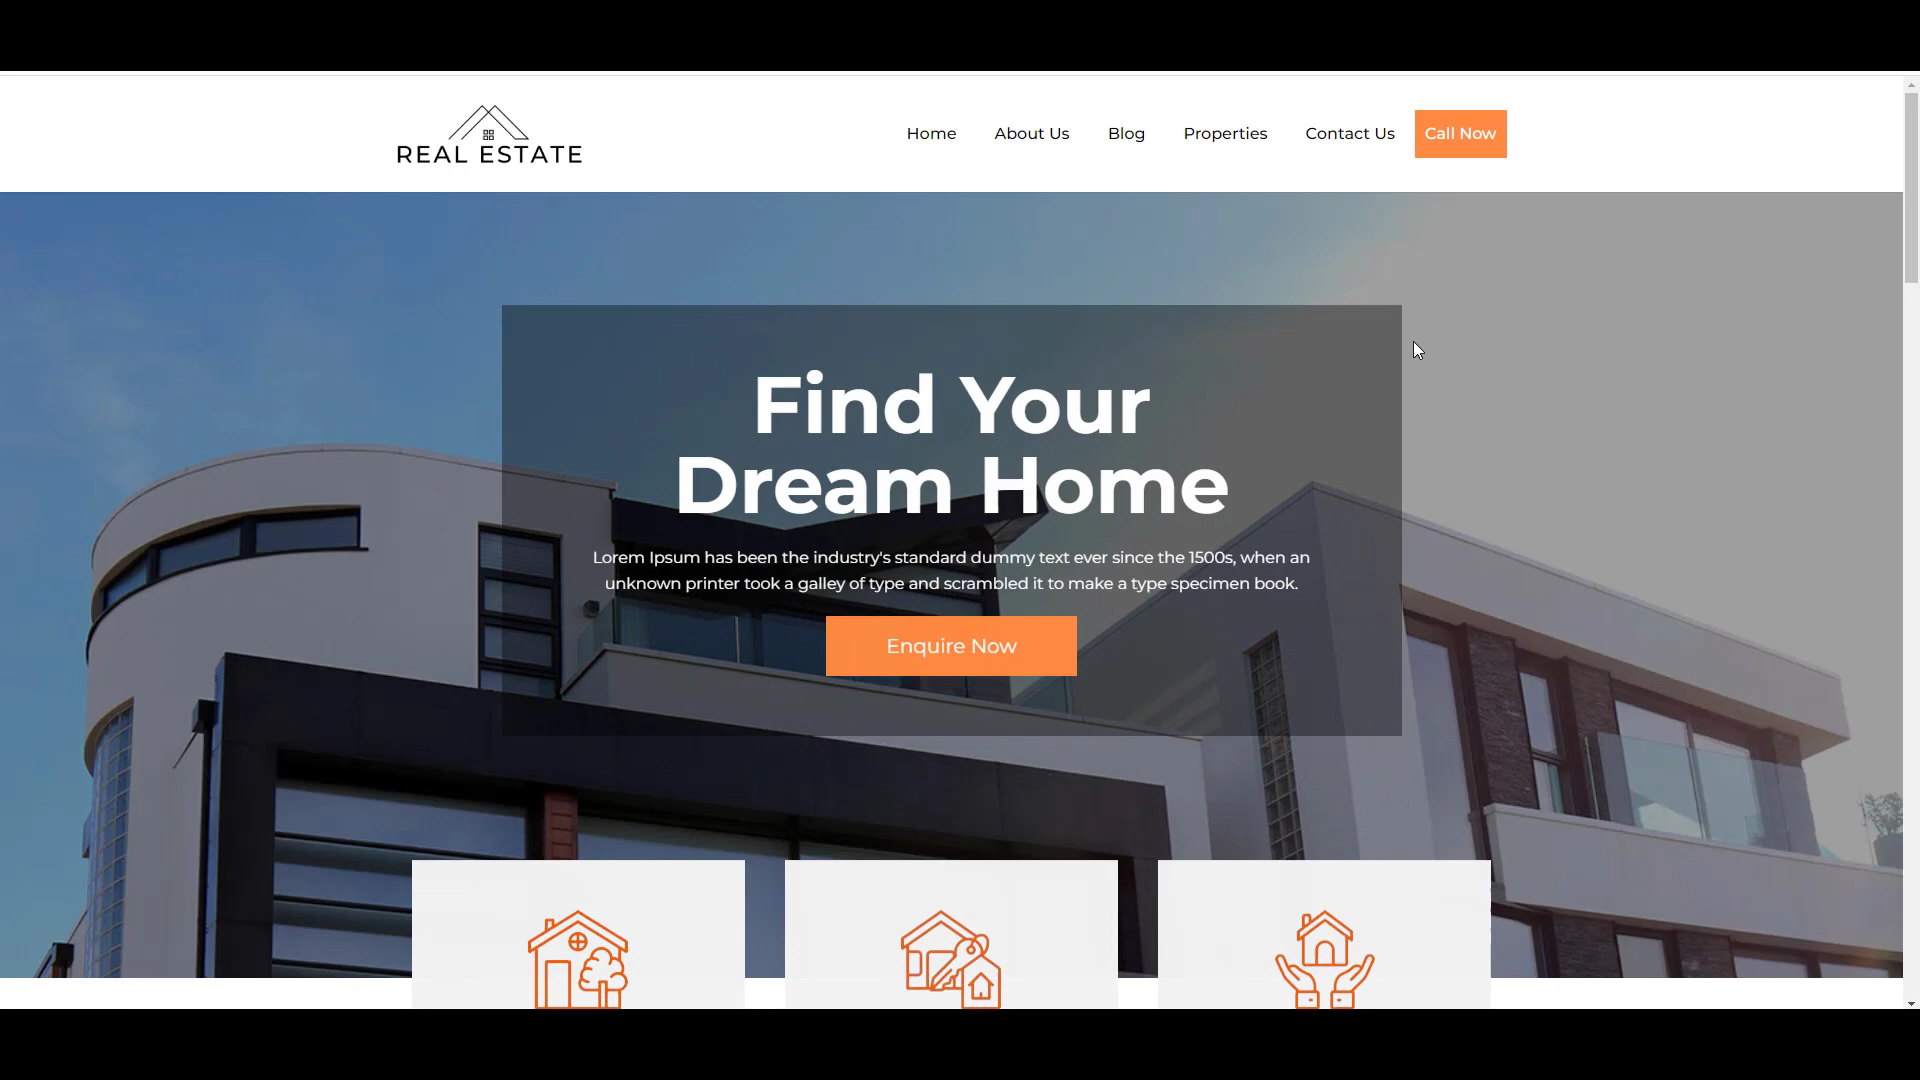 REAL ESTATE
Home About Us Blog Properties Contact Us Call Now
Find Your
Dream Home
Lorem Ipsum has been the industry's standard dummy text ever since the 1500s, when an
unknown printer took a galley of type and scrambled it to make a type specimen book.
Enquire Now